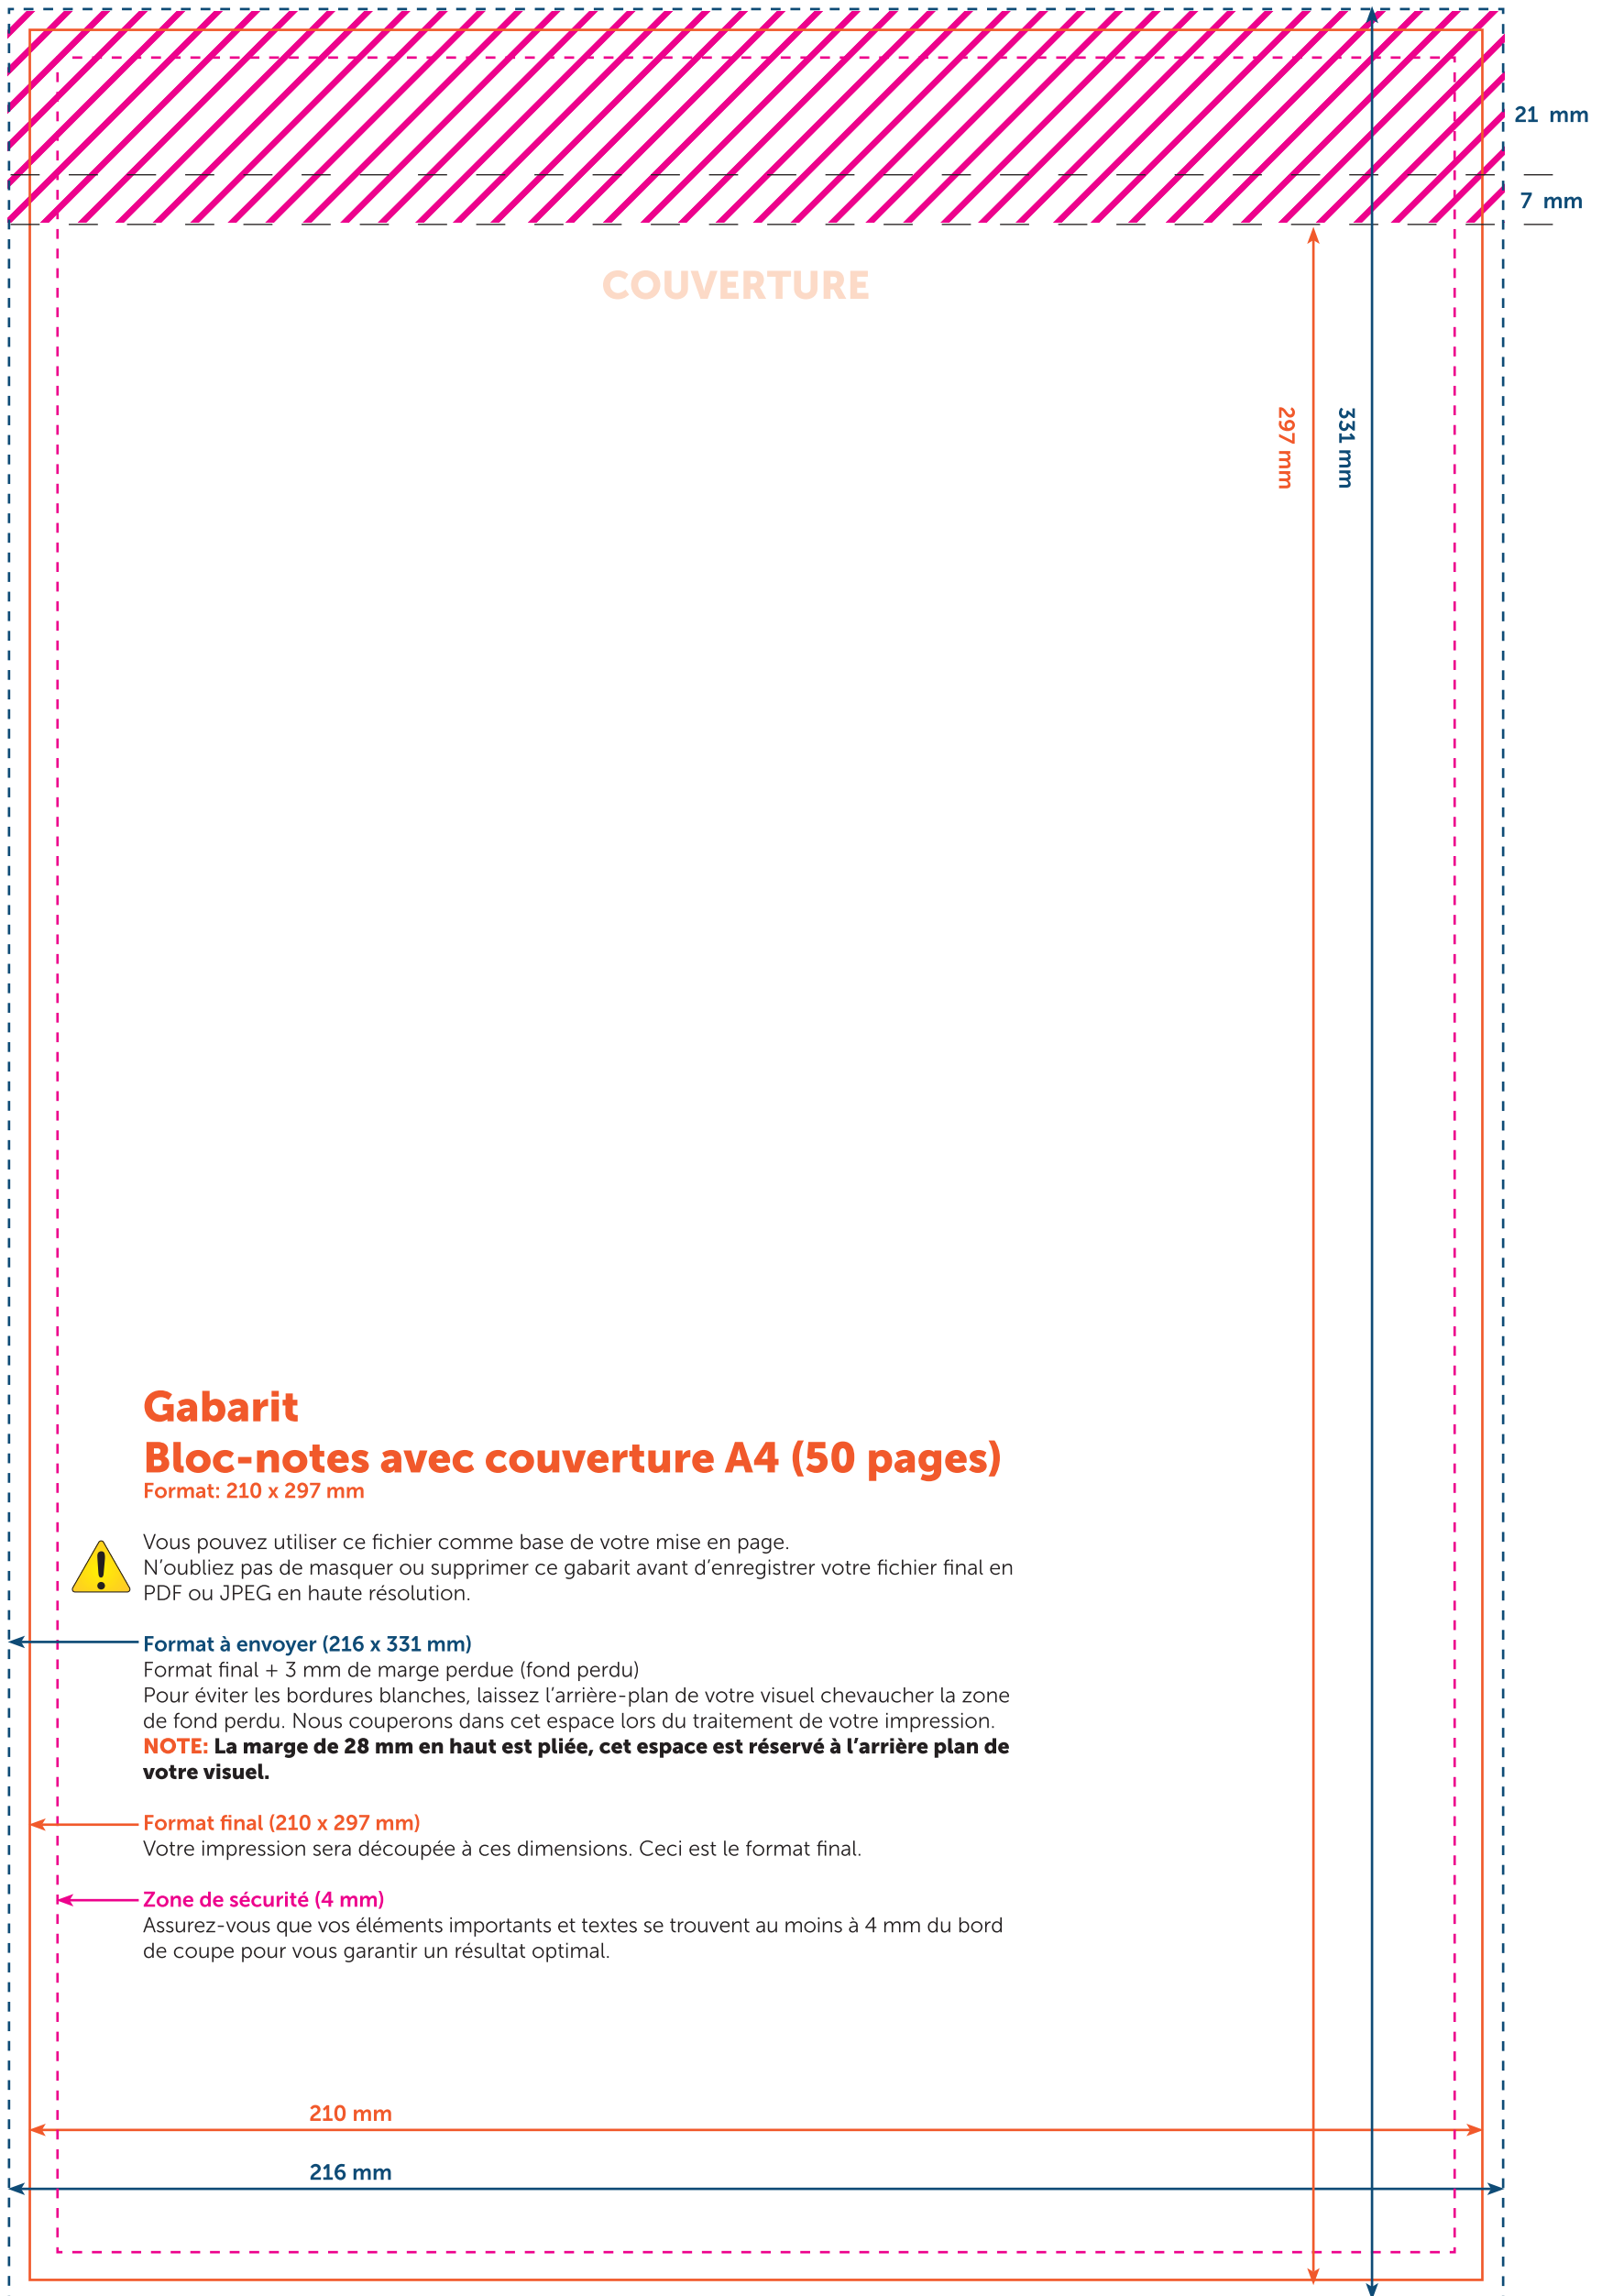 21 mm
7 mm
COUVERTURE
297 mm
331 mm
Gabarit
Bloc-notes avec couverture A4 (50 pages)
Format: 210 x 297 mm
Vous pouvez utiliser ce fichier comme base de votre mise en page.
N’oubliez pas de masquer ou supprimer ce gabarit avant d’enregistrer votre fichier final en
PDF ou JPEG en haute résolution.
Format à envoyer (216 x 331 mm)
Format final + 3 mm de marge perdue (fond perdu)
Pour éviter les bordures blanches, laissez l’arrière-plan de votre visuel chevaucher la zone
de fond perdu. Nous couperons dans cet espace lors du traitement de votre impression.
NOTE: La marge de 28 mm en haut est pliée, cet espace est réservé à l’arrière plan de
votre visuel.
Format final (210 x 297 mm)
Votre impression sera découpée à ces dimensions. Ceci est le format final.
Zone de sécurité (4 mm)
Assurez-vous que vos éléments importants et textes se trouvent au moins à 4 mm du bord
de coupe pour vous garantir un résultat optimal.
210 mm
216 mm